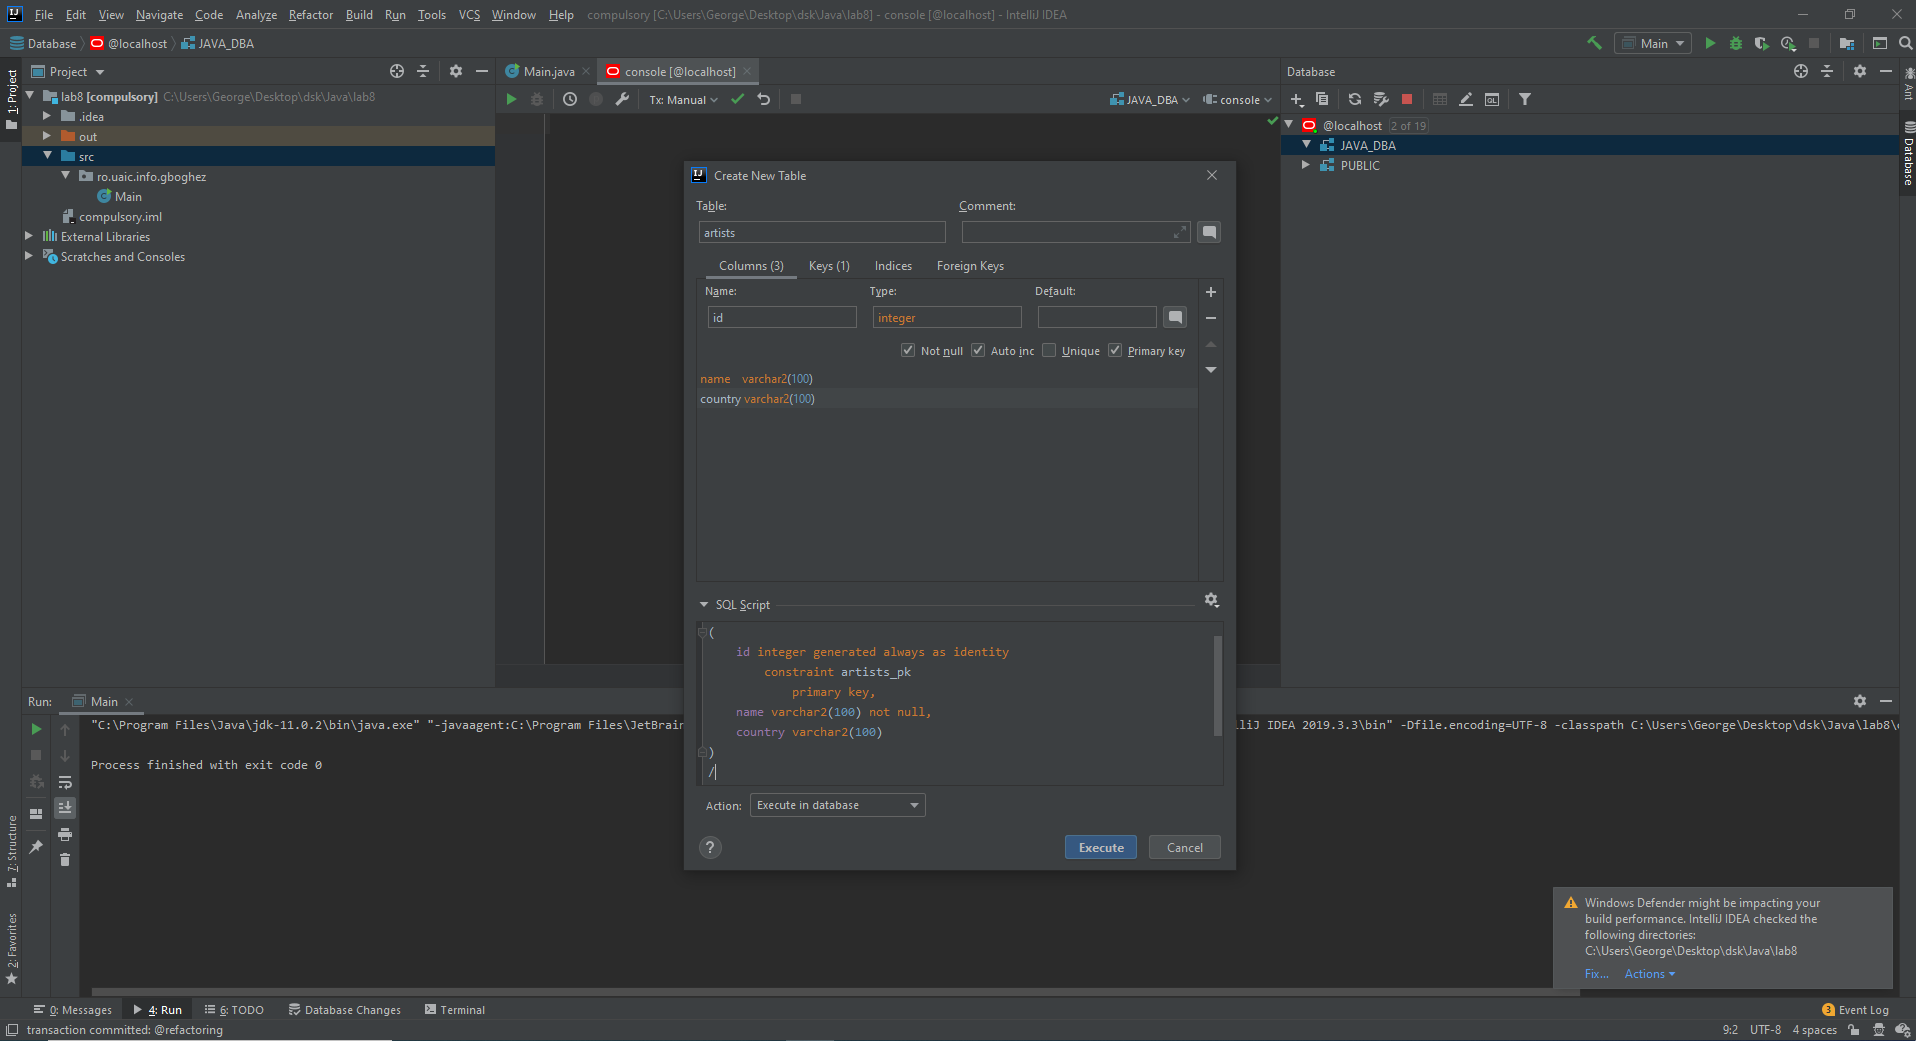 File Edit View Navigate Code Analyze Refactor Build Run Tools VCS Window Help compulsory [C:\Users\George\Desktop\dsk\Java\lab8] - console [@localhost] - IntelliJ IDEA
Database @localhost JAVA_DBA Main
1: Project
Project
lab8 [compulsory] C:\Users\George\Desktop\dsk\Java\lab8
.idea
out
src
ro.uaic.info.gboghez
Main
compulsory.iml
External Libraries
Scratches and Consoles
Main.java console [@localhost]
Tx: Manual JAVA_DBA console
Database
@localhost 2 of 19
JAVA_DBA
PUBLIC
Ant
Database
Create New Table
Table: Comment:
artists
Columns (3) Keys (1) Indices Foreign Keys
Name: Type: Default:
id integer
Not null Auto inc Unique Primary key
name varchar2(100)
country varchar2(100)
SQL Script
(
id integer generated always as identity
constraint artists_pk
primary key,
name varchar2(100) not null,
country varchar2(100)
)
/
Action: Execute in database
? Execute Cancel
Run: Main
"C:\Program Files\Java\jdk-11.0.2\bin\java.exe" "-javaagent:C:\Program Files\JetBrain lliJ IDEA 2019.3.3\bin" -Dfile.encoding=UTF-8 -classpath C:\Users\George\Desktop\dsk\Java\lab8\
Process finished with exit code 0
7: Structure
2: Favorites
Windows Defender might be impacting your
build performance. IntelliJ IDEA checked the
following directories:
C:\Users\George\Desktop\dsk\Java\lab8
Fix... Actions
0: Messages 4: Run 6: TODO Database Changes Terminal 3 Event Log
transaction committed: @refactoring 9:2 UTF-8 4 spaces